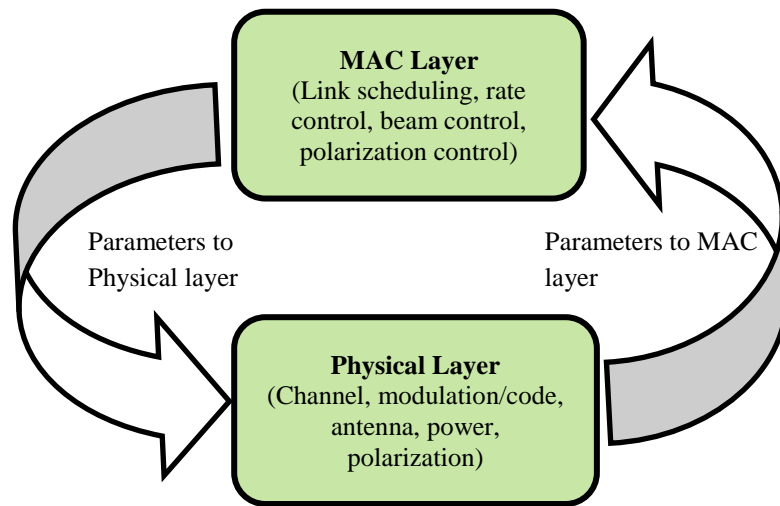 MAC Layer
(Link scheduling, rate
control, beam control,
polarization control)
Parameters to
Physical layer
Parameters to MAC
layer
Physical Layer
(Channel, modulation/code,
antenna, power,
polarization)